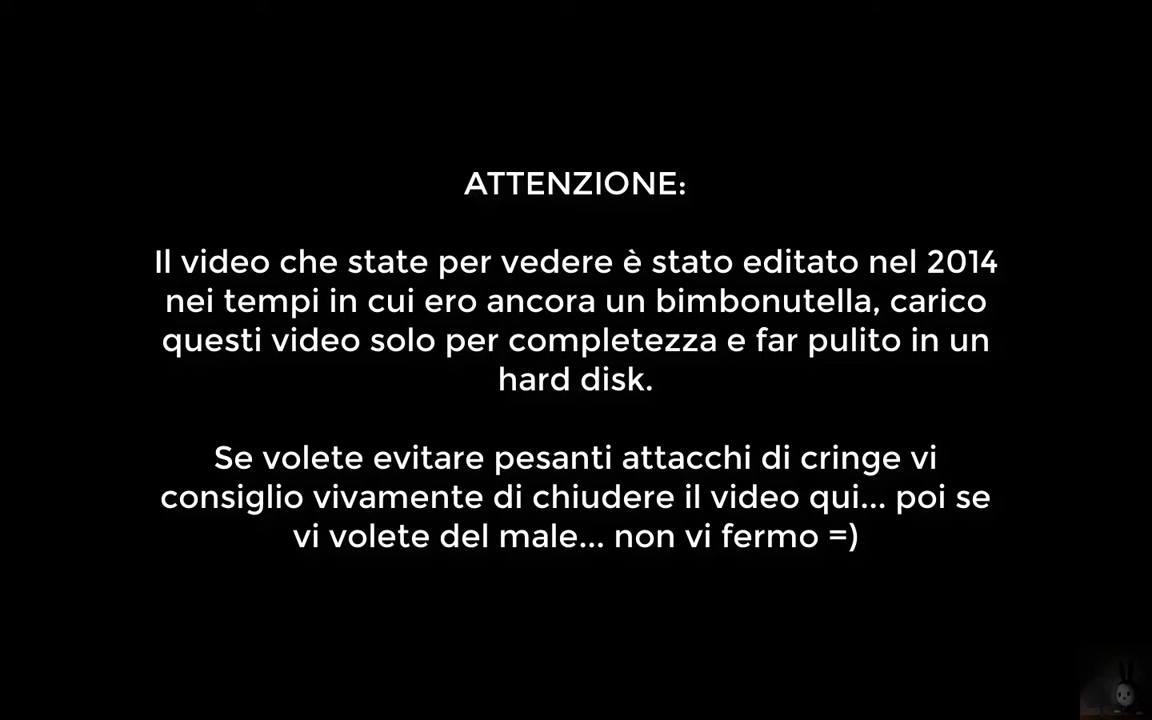 ATTENZIONE:
Il video che state per vedere è stato editato nel 2014
nei tempi in cui ero ancora un bimbonutella, carico
questi video solo per completezza e far pulito in un
hard disk.
Se volete evitare pesanti attacchi di cringe vi
consiglio vivamente di chiudere il video qui... poi se
vi volete del male... non vi fermo =)